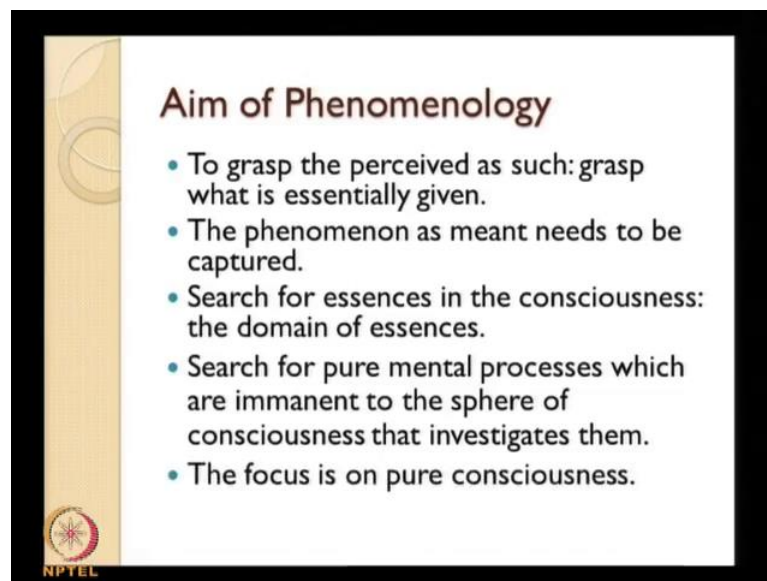 Aim of Phenomenology
• To grasp the perceived as such: grasp
what is essentially given.
• The phenomenon as meant needs to be
captured.
• Search for essences in the consciousness:
the domain of essences.
• Search for pure mental processes which
are immanent to the sphere of
consciousness that investigates them.
• The focus is on pure consciousness.
NPTEL